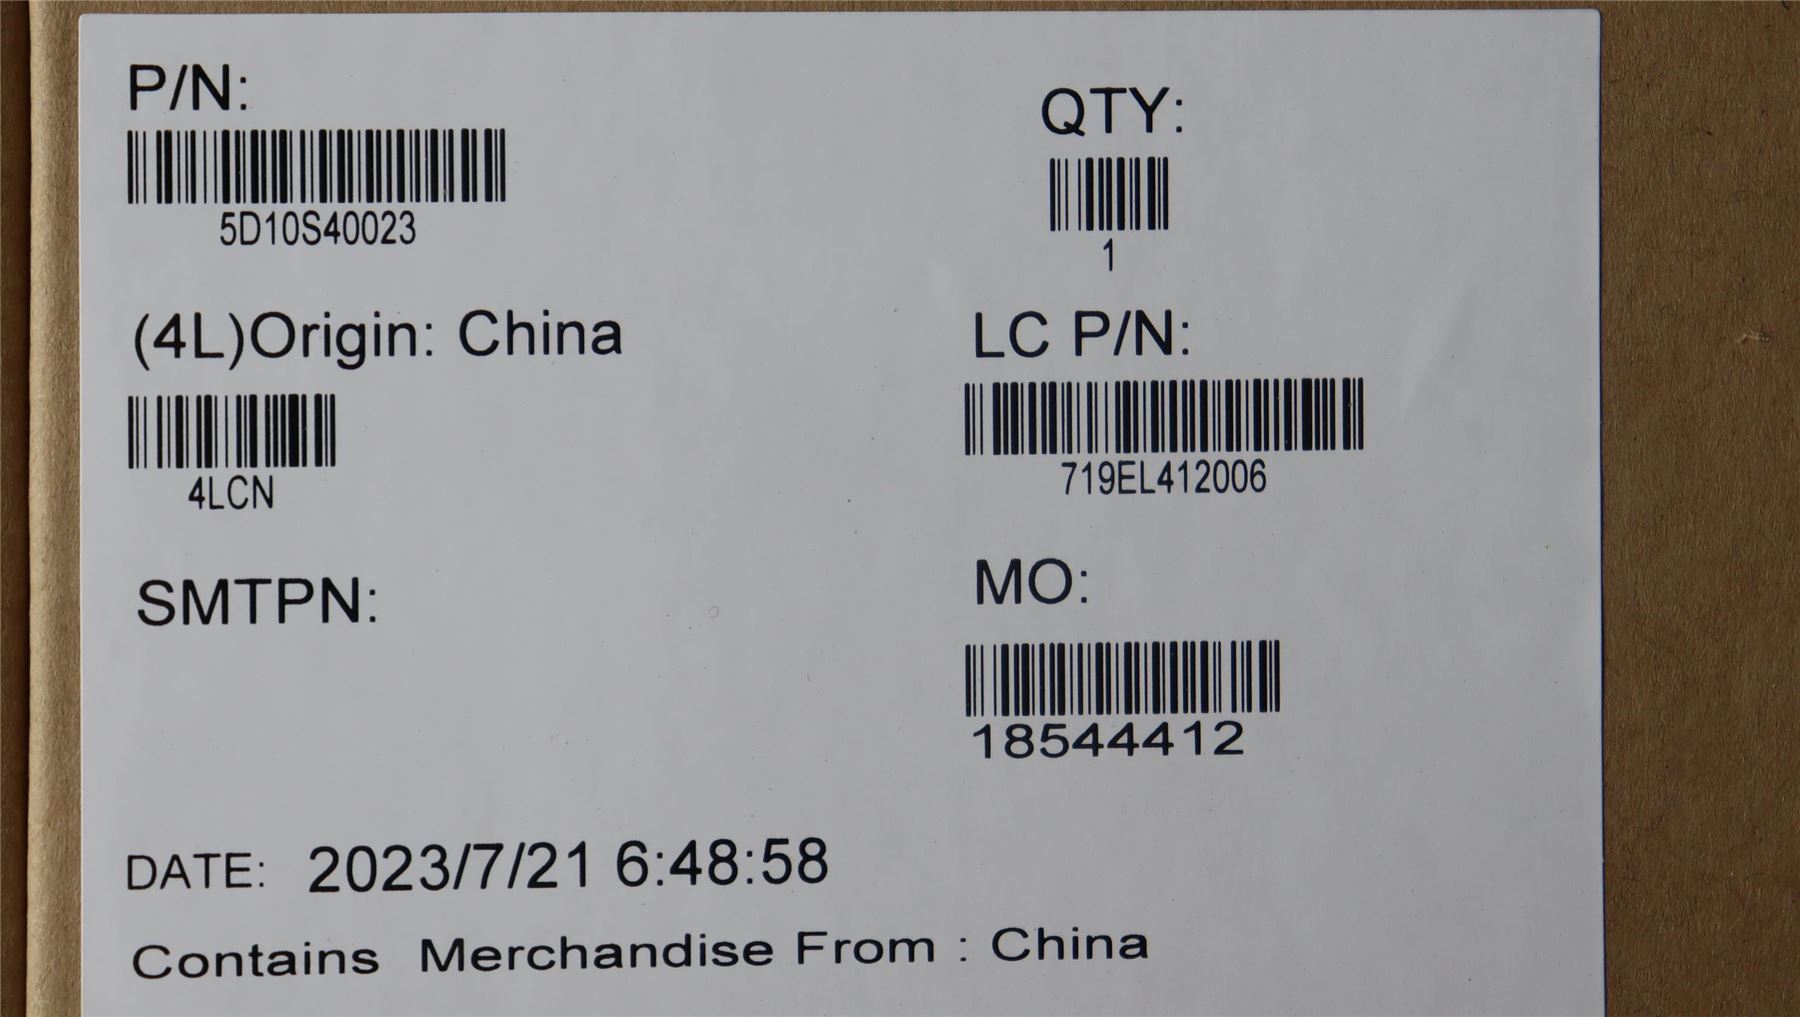 P/N:
5D10S40023
QTY:
1
(4L)Origin: China
4LCN
LC P/N:
719EL412006
SMTPN:
MO:
18544412
DATE: 2023/7/21 6:48:58
Contains Merchandise From : China